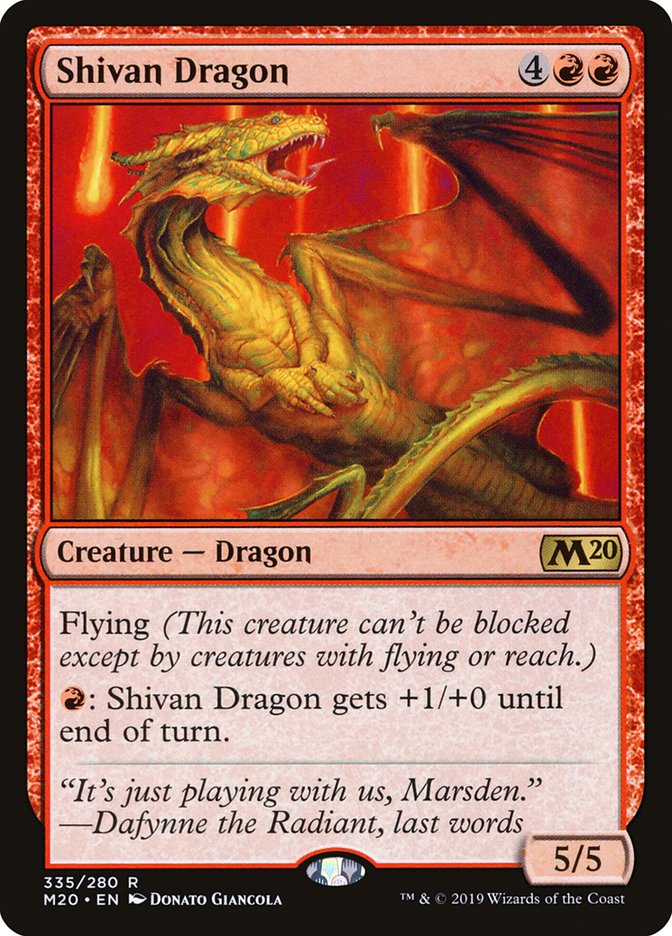 Shivan Dragon 4
Creature — Dragon M20
Flying (This creature can't be blocked
except by creatures with flying or reach.)
: Shivan Dragon gets +1/+0 until
end of turn.
“It's just playing with us, Marsden.”
—Dafynne the Radiant, last words
5/5
335/280 R
M20 • EN Donato Giancola
™ & © 2019 Wizards of the Coast